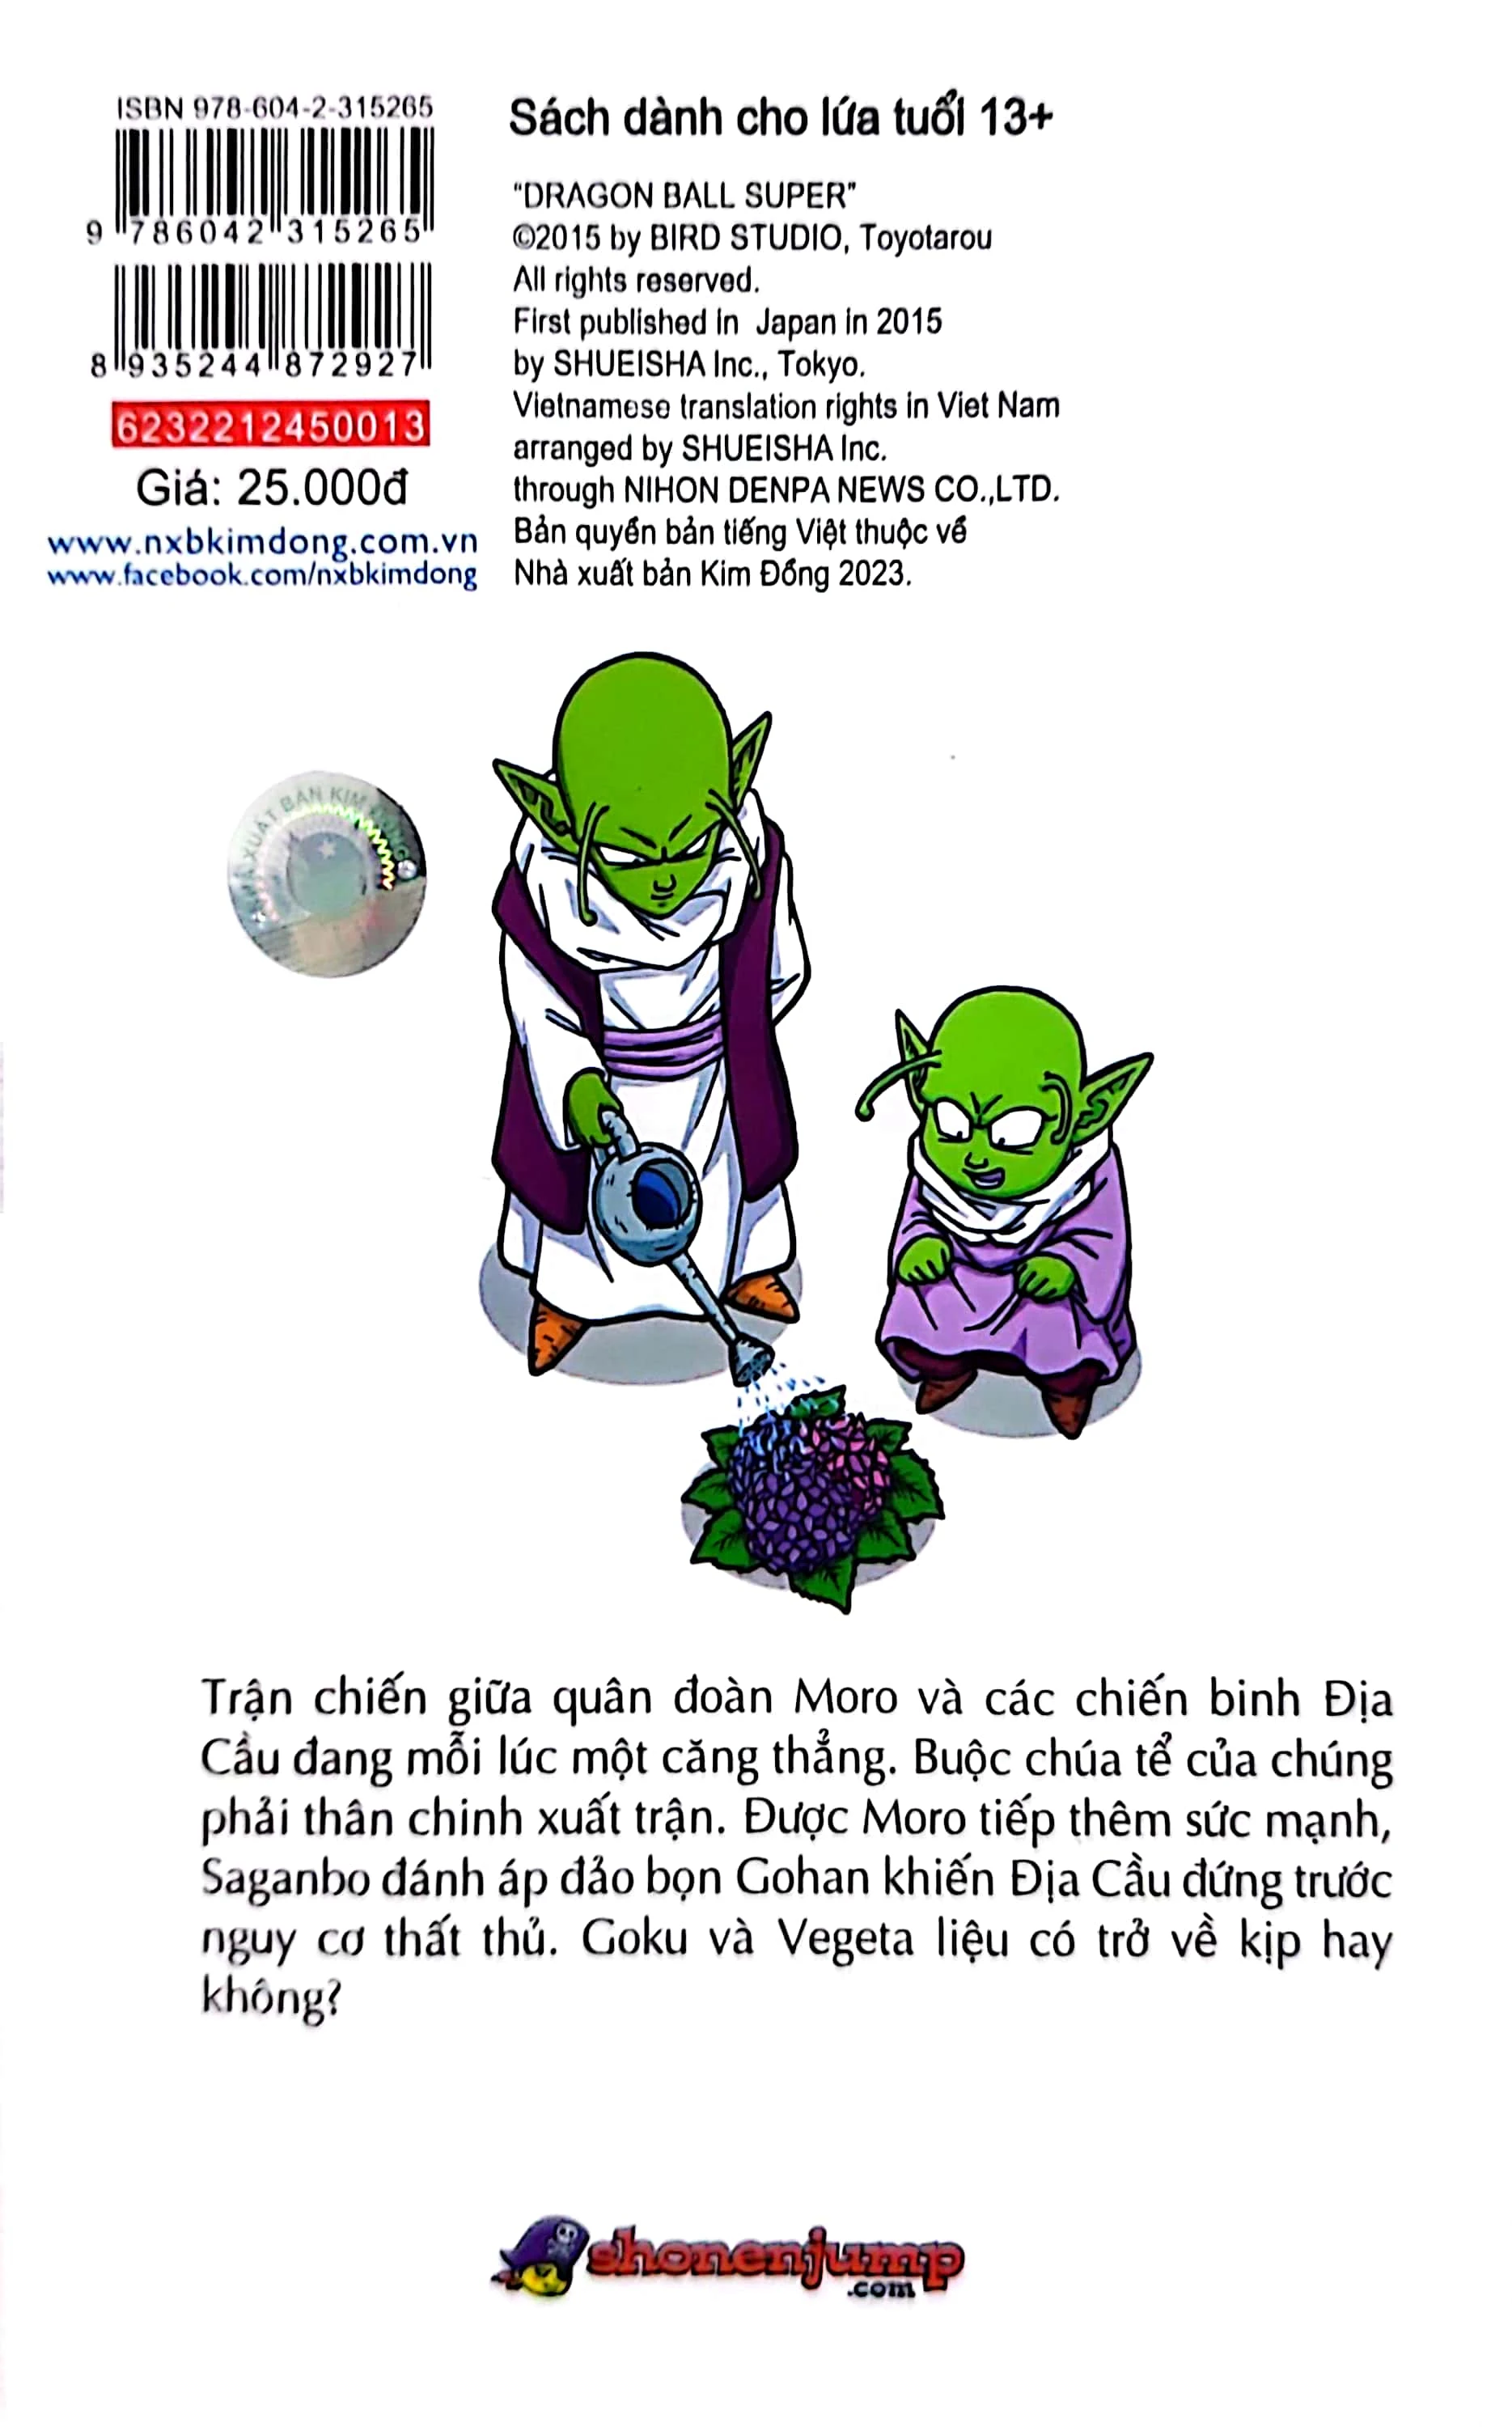 ISBN 978-604-2-315265
9 786042 315265
8 935244 872927
6232212450013
Giá: 25.000đ
www.nxbkimdong.com.vn
www.facebook.com/nxbkimdong
Sách dành cho lứa tuổi 13+
"DRAGON BALL SUPER"
©2015 by BIRD STUDIO, Toyotarou
All rights reserved.
First published in Japan in 2015
by SHUEISHA Inc., Tokyo.
Vietnamese translation rights in Viet Nam
arranged by SHUEISHA Inc.
through NIHON DENPA NEWS CO.,LTD.
Bản quyền bản tiếng Việt thuộc về
Nhà xuất bản Kim Đồng 2023.
NHÀ XUẤT BẢN KIM ĐỒNG
Trận chiến giữa quân đoàn Moro và các chiến binh Địa
Cầu đang mỗi lúc một căng thẳng. Buộc chúa tể của chúng
phải thân chinh xuất trận. Được Moro tiếp thêm sức mạnh,
Saganbo đánh áp đảo bọn Gohan khiến Địa Cầu đứng trước
nguy cơ thất thủ. Goku và Vegeta liệu có trở về kịp hay
không?
shonenjump
.com